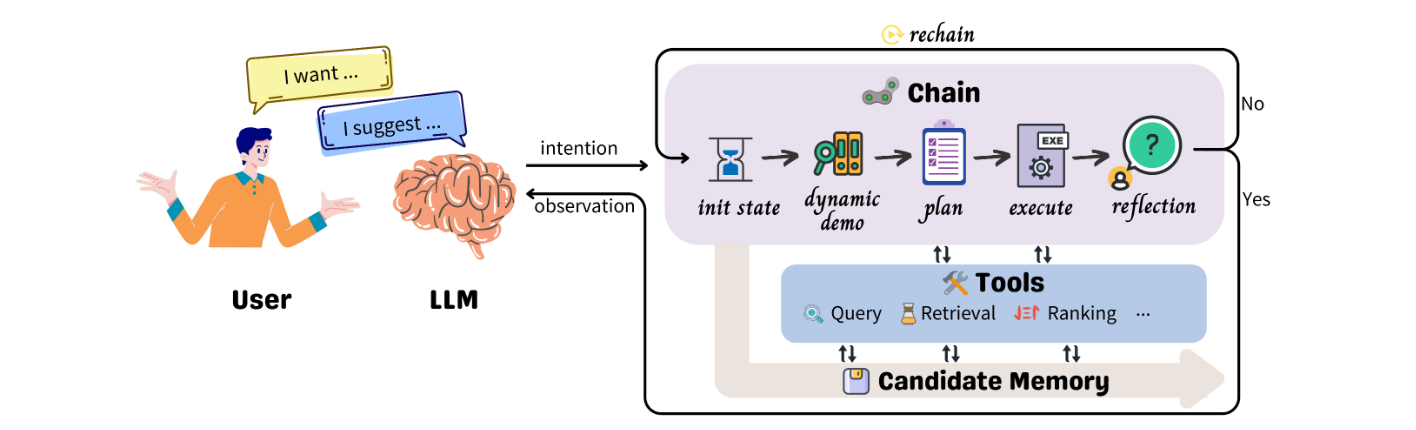 rechain
I want ...
Chain
No
I suggest ...
EXE
?
intention
observation
init state
dynamic
demo
plan
execute
reflection
Yes
Tools
User
LLM
Query
Retrieval
Ranking
...
Candidate Memory